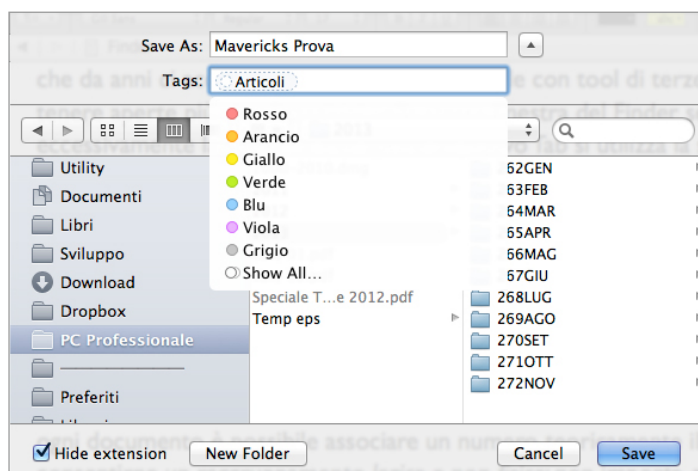 Save As: Mavericks Prova
Tags: Articoli
Rosso
Arancio
Giallo
Verde
Blu
Viola
Grigio
Show All...
Utility
Documenti
Libri
Sviluppo
Download
Dropbox
PC Professionale
Preferiti
Speciale T...e 2012.pdf
Temp eps
62GEN
63FEB
64MAR
65APR
66MAG
67GIU
268LUG
269AGO
270SET
271OTT
272NOV
Hide extension
New Folder
Cancel
Save